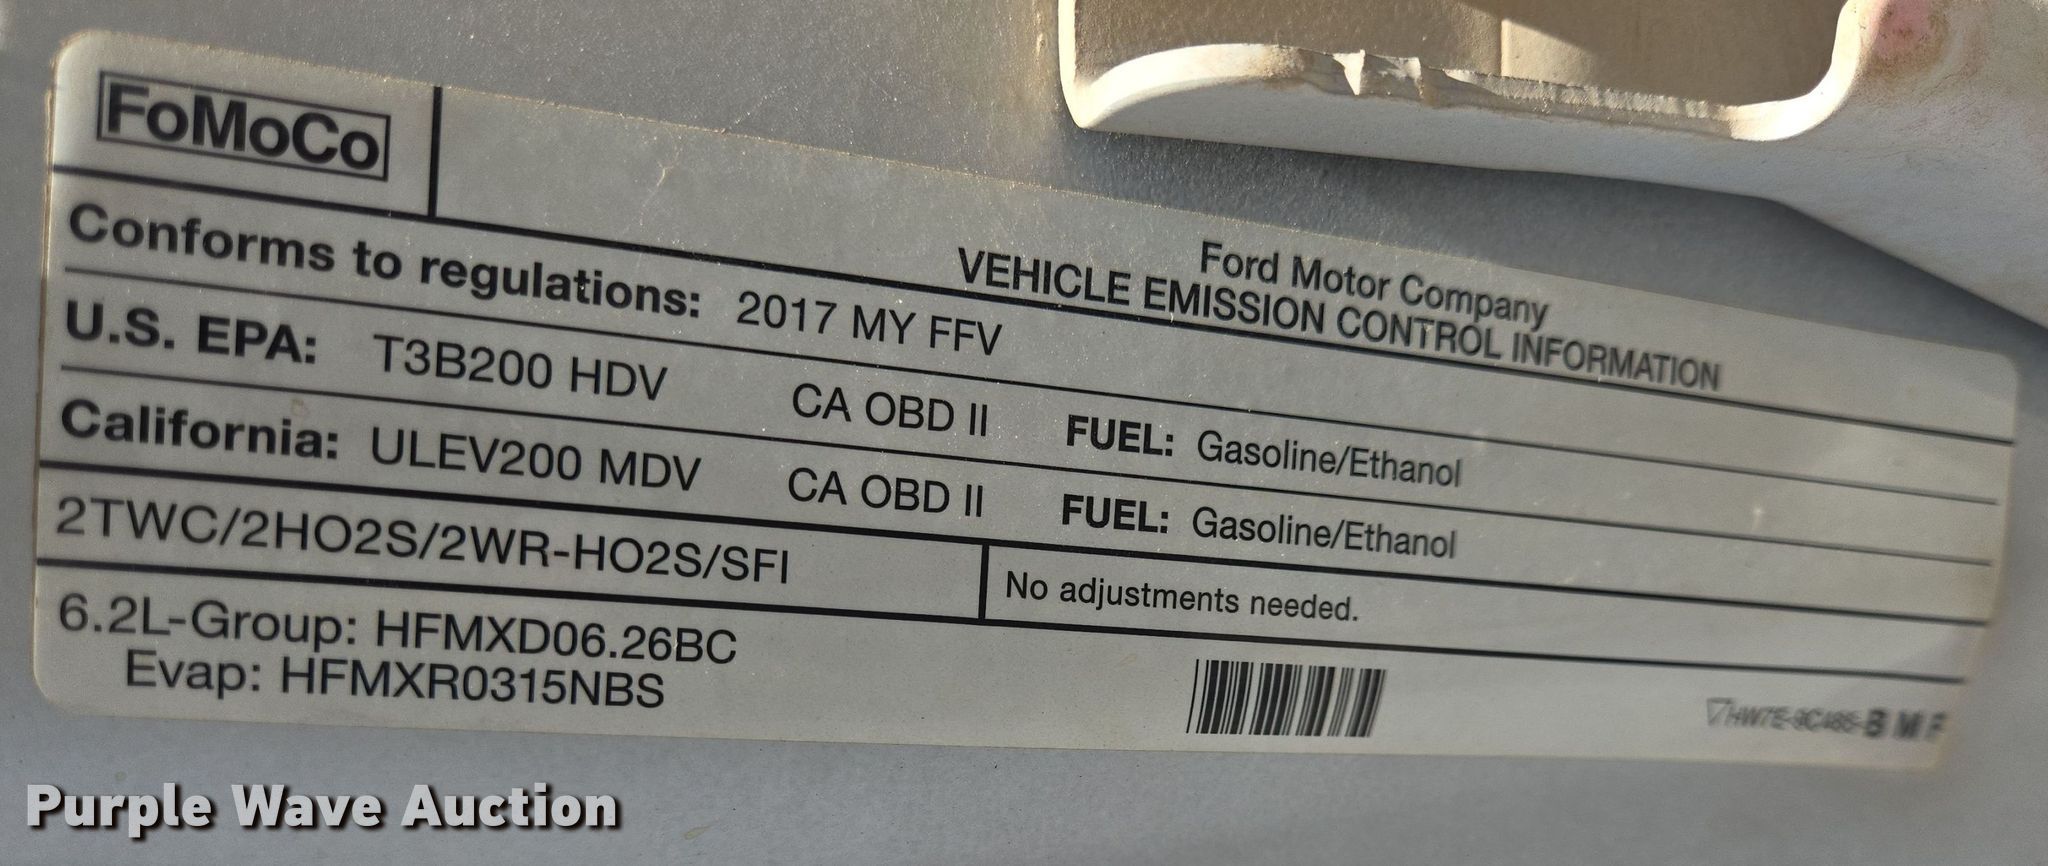 FoMoCo
Ford Motor Company
VEHICLE EMISSION CONTROL INFORMATION
Conforms to regulations: 2017 MY FFV
U.S. EPA: T3B200 HDV CA OBD II FUEL: Gasoline/Ethanol
California: ULEV200 MDV CA OBD II FUEL: Gasoline/Ethanol
2TWC/2HO2S/2WR-HO2S/SFI
No adjustments needed.
6.2L-Group: HFMXD06.26BC
Evap: HFMXR0315NBS
HW7E-9C485-B M F
Purple Wave Auction